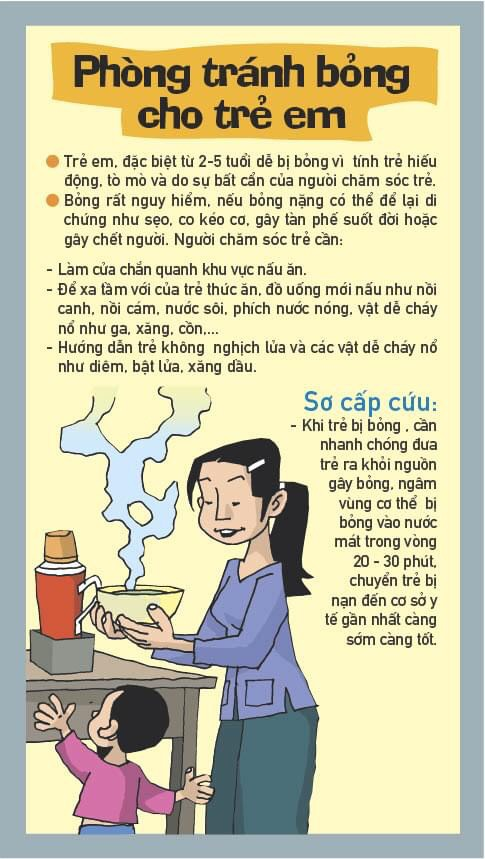 Phòng tránh bỏng
cho trẻ em
Trẻ em, đặc biệt từ 2-5 tuổi dễ bị bỏng vì tính trẻ hiếu
động, tò mò và do sự bất cẩn của người chăm sóc trẻ.
Bỏng rất nguy hiểm, nếu bỏng nặng có thể để lại di
chứng như sẹo, co kéo cơ, gây tàn phế suốt đời hoặc
gây chết người. Người chăm sóc trẻ cần:
- Làm cửa chắn quanh khu vực nấu ăn.
- Để xa tầm với của trẻ thức ăn, đồ uống mới nấu như nồi
canh, nồi cám, nước sôi, phích nước nóng, vật dễ cháy
nổ như ga, xăng, cồn,...
- Hướng dẫn trẻ không nghịch lửa và các vật dễ cháy nổ
như diêm, bật lửa, xăng dầu.
Sơ cấp cứu:
- Khi trẻ bị bỏng , cần
nhanh chóng đưa
trẻ ra khỏi nguồn
gây bỏng, ngâm
vùng cơ thể bị
bỏng vào nước
mát trong vòng
20 - 30 phút,
chuyển trẻ bị
nạn đến cơ sở y
tế gần nhất càng
sớm càng tốt.